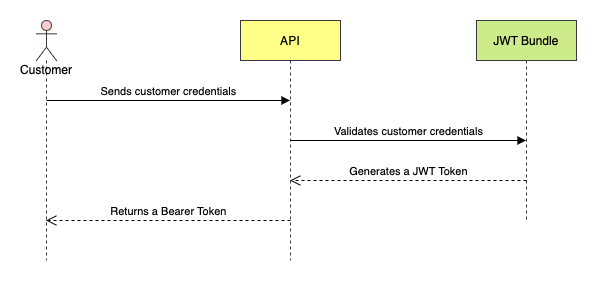 API
JWT Bundle
Customer
Sends customer credentials
Validates customer credentials
Generates a JWT Token
Returns a Bearer Token